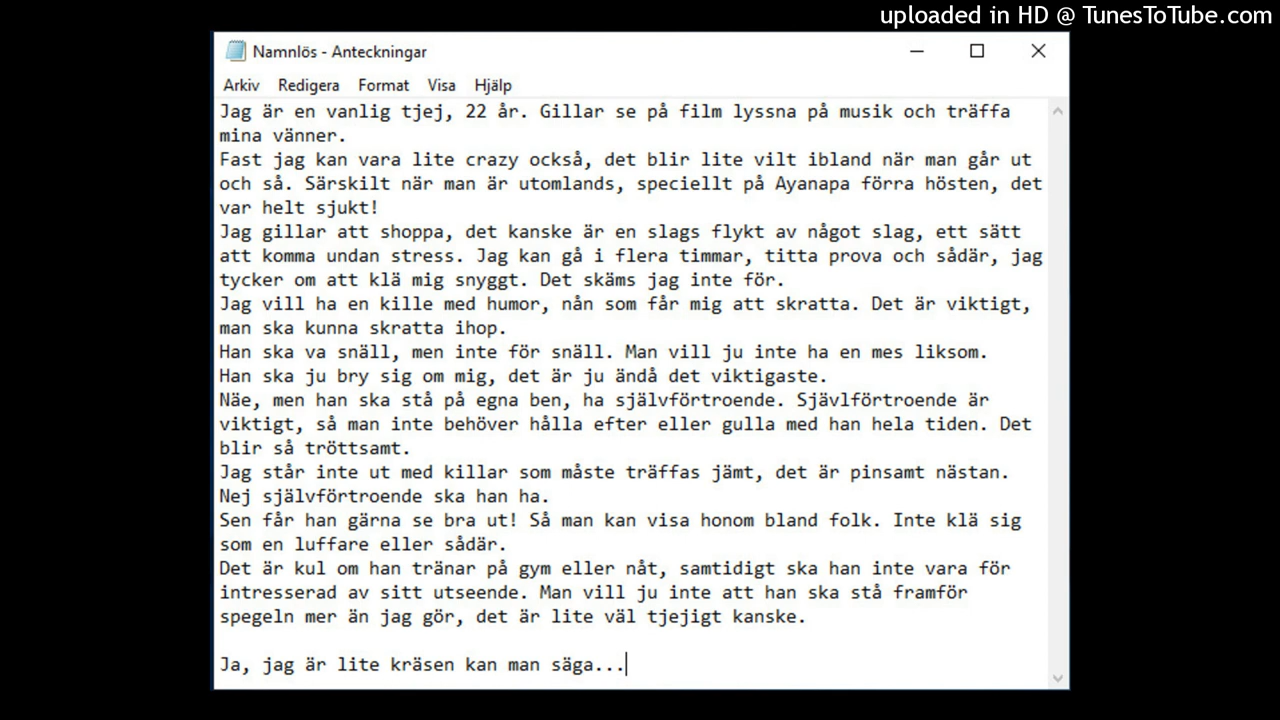 uploaded in HD @ TunesToTube.com
Namnlös - Anteckningar
Arkiv Redigera Format Visa Hjälp
Jag är en vanlig tjej, 22 år. Gillar se på film lyssna på musik och träffa
mina vänner.
Fast jag kan vara lite crazy också, det blir lite vilt ibland när man går ut
och så. Särskilt när man är utomlands, speciellt på Ayanapa förra hösten, det
var helt sjukt!
Jag gillar att shoppa, det kanske är en slags flykt av något slag, ett sätt
att komma undan stress. Jag kan gå i flera timmar, titta prova och sådär, jag
tycker om att klä mig snyggt. Det skäms jag inte för.
Jag vill ha en kille med humor, nån som får mig att skratta. Det är viktigt,
man ska kunna skratta ihop.
Han ska va snäll, men inte för snäll. Man vill ju inte ha en mes liksom.
Han ska ju bry sig om mig, det är ju ändå det viktigaste.
Näe, men han ska stå på egna ben, ha självförtroende. Sjävlförtroende är
viktigt, så man inte behöver hålla efter eller gulla med han hela tiden. Det
blir så tröttsamt.
Jag står inte ut med killar som måste träffas jämt, det är pinsamt nästan.
Nej självförtroende ska han ha.
Sen får han gärna se bra ut! Så man kan visa honom bland folk. Inte klä sig
som en luffare eller sådär.
Det är kul om han tränar på gym eller nåt, samtidigt ska han inte vara för
intresserad av sitt utseende. Man vill ju inte att han ska stå framför
spegeln mer än jag gör, det är lite väl tjejigt kanske.
Ja, jag är lite kräsen kan man säga...